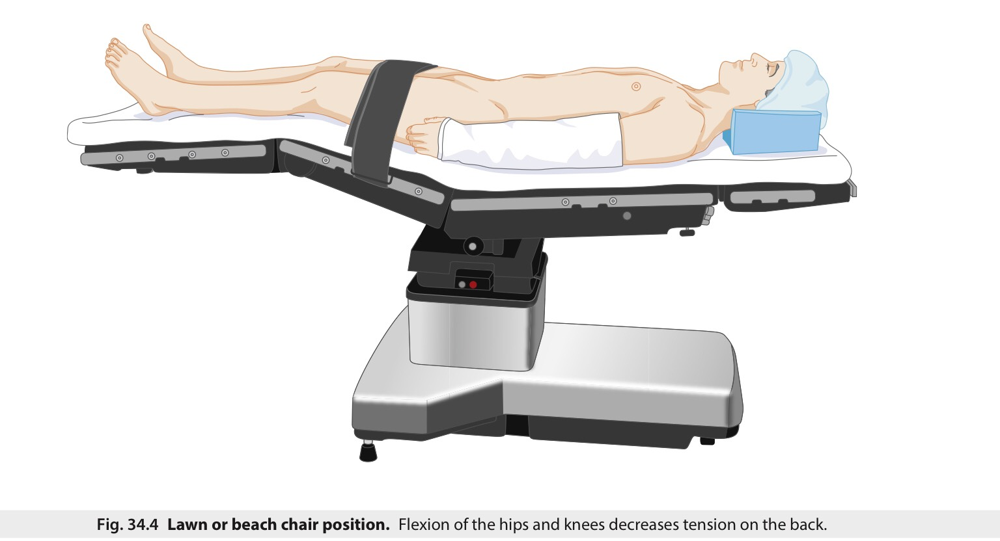 Fig. 34.4 Lawn or beach chair position. Flexion of the hips and knees decreases tension on the back.